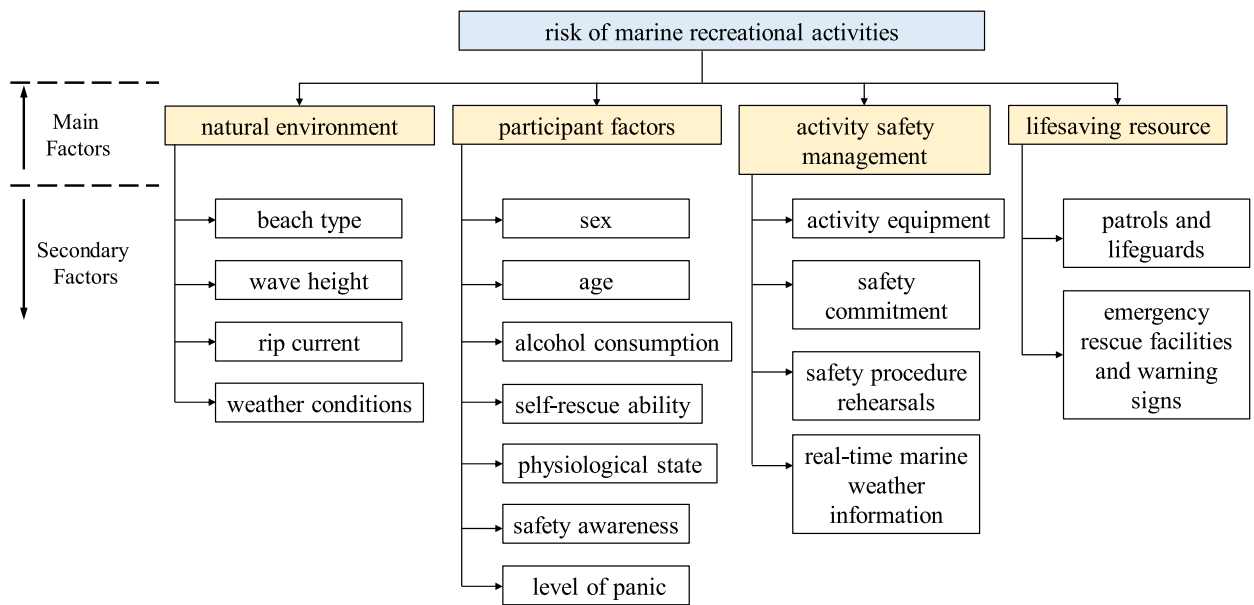 risk of marine recreational activities
Main
Factors
natural environment
participant factors
activity safety
management
lifesaving resource
Secondary
Factors
beach type
wave height
rip current
weather conditions
sex
age
alcohol consumption
self-rescue ability
physiological state
safety awareness
level of panic
activity equipment
safety
commitment
safety procedure
rehearsals
real-time marine
weather
information
patrols and
lifeguards
emergency
rescue facilities
and warning
signs